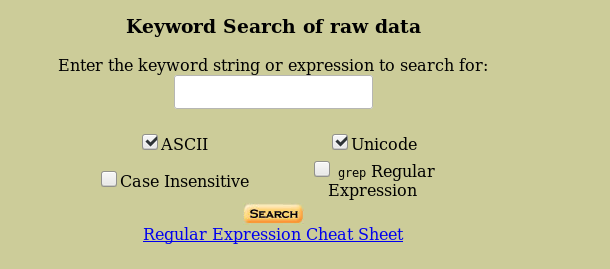 Keyword Search of raw data
Enter the keyword string or expression to search for:
ASCII Unicode
Case Insensitive grep Regular
Expression
SEARCH
Regular Expression Cheat Sheet